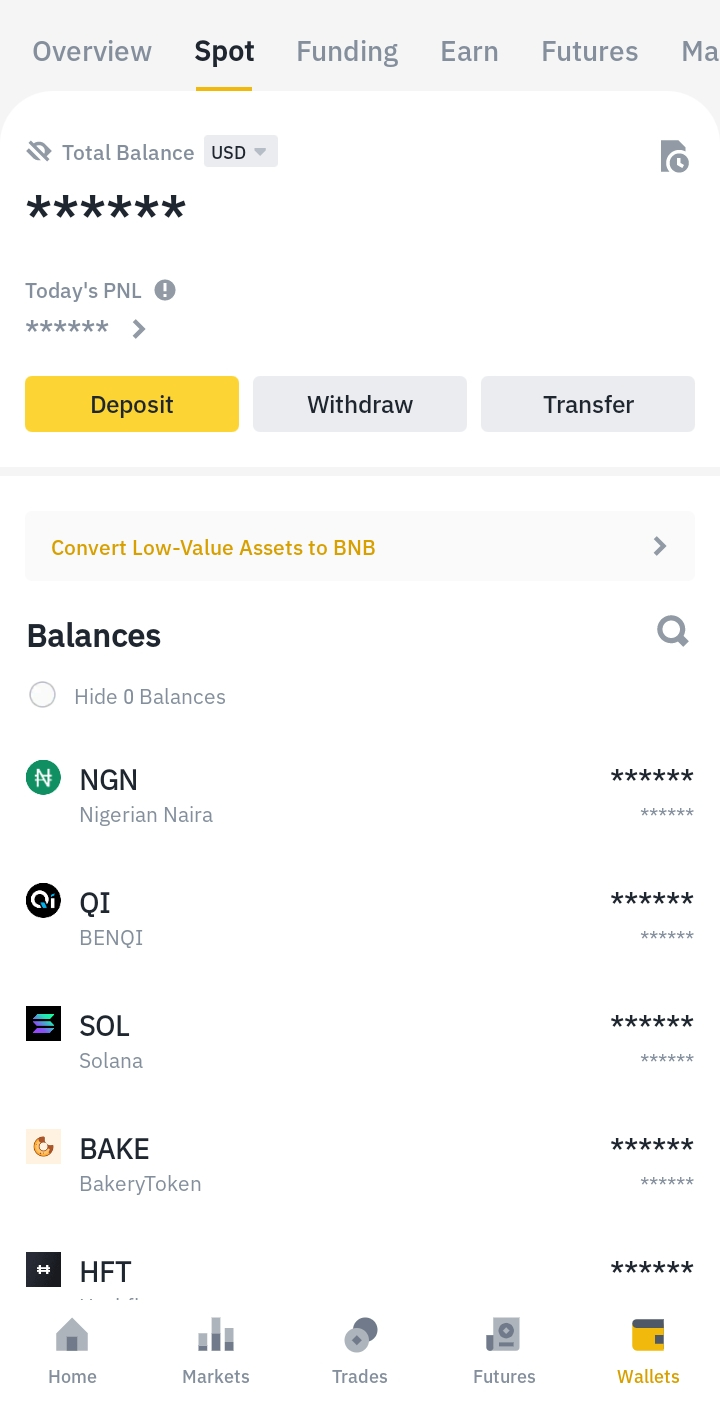 Overview Spot Funding Earn Futures Ma
Total Balance USD
******
Today's PNL
******
Deposit Withdraw Transfer
Convert Low-Value Assets to BNB
Balances
Hide 0 Balances
NGN ******
Nigerian Naira ******
QI ******
BENQI ******
SOL ******
Solana ******
BAKE ******
BakeryToken ******
HFT ******
Home Markets Trades Futures Wallets